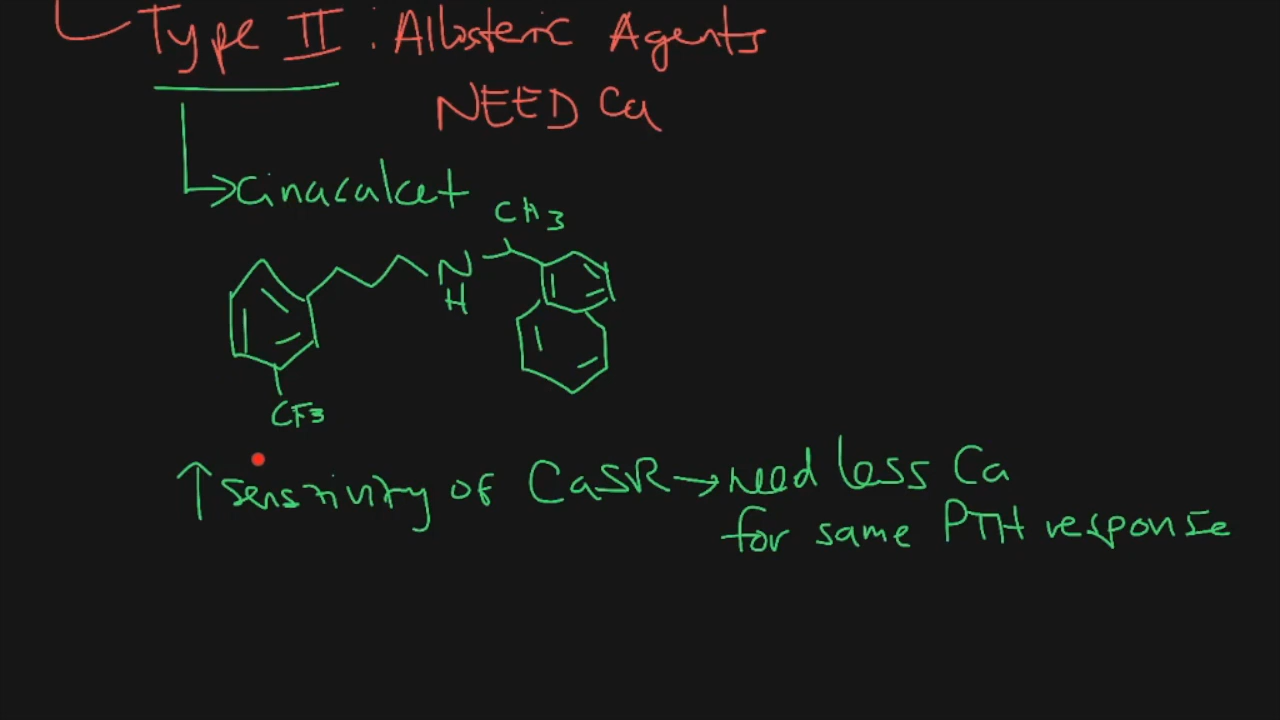 Type II : Allosteric Agents
NEED Ca
Cinacalcet
CH3
N
H
CF3
↑ sensitivity of CaSR → need less Ca
for same PTH response